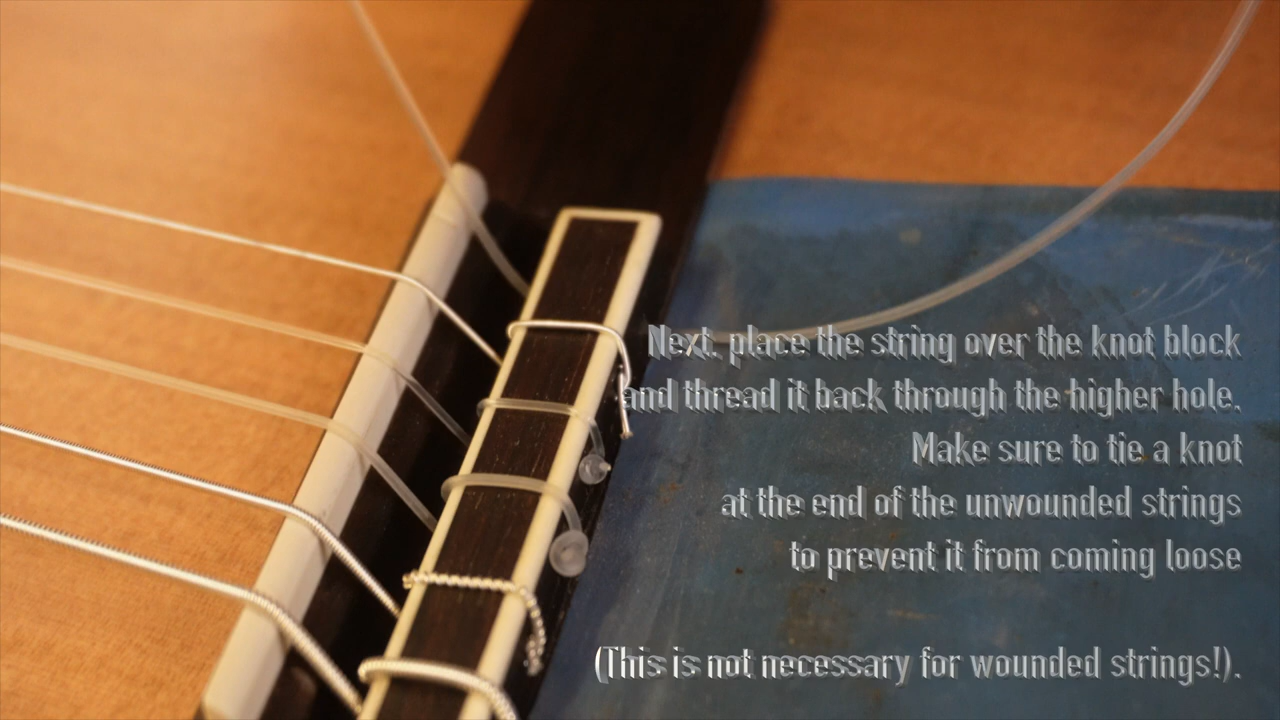 Next, place the string over the knot block
and thread it back through the higher hole.
Make sure to tie a knot
at the end of the unwounded strings
to prevent it from coming loose
(This is not necessary for wounded strings!).